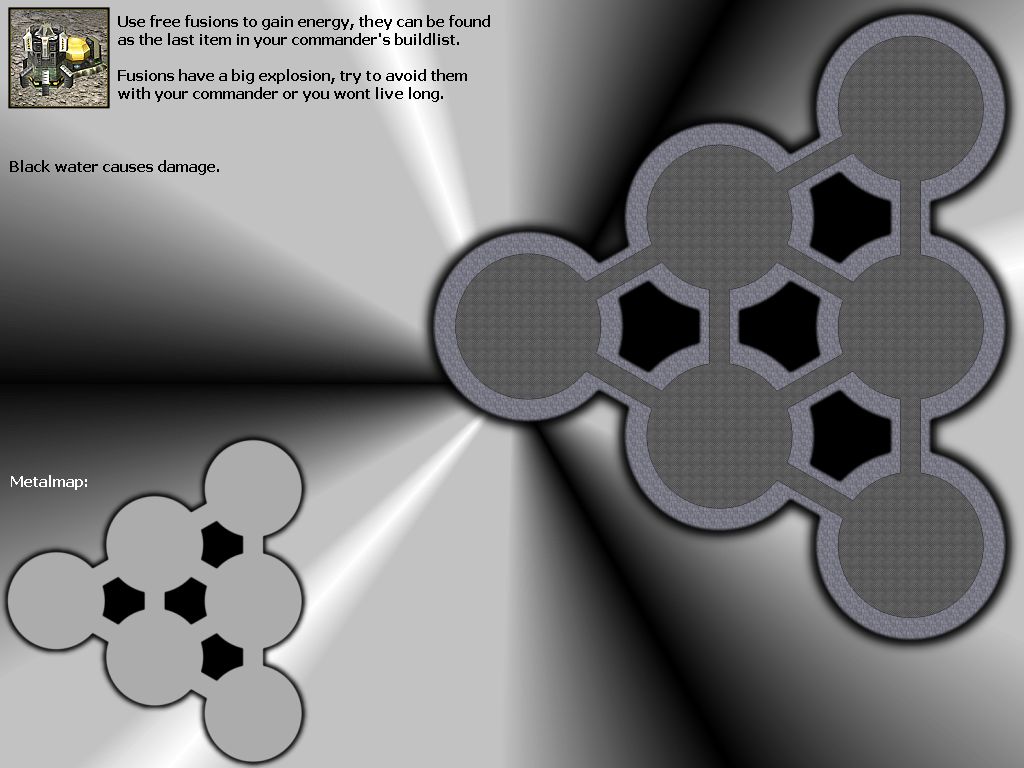 Use free fusions to gain energy, they can be found
as the last item in your commander's buildlist.
Fusions have a big explosion, try to avoid them
with your commander or you wont live long.
Black water causes damage.
Metalmap: